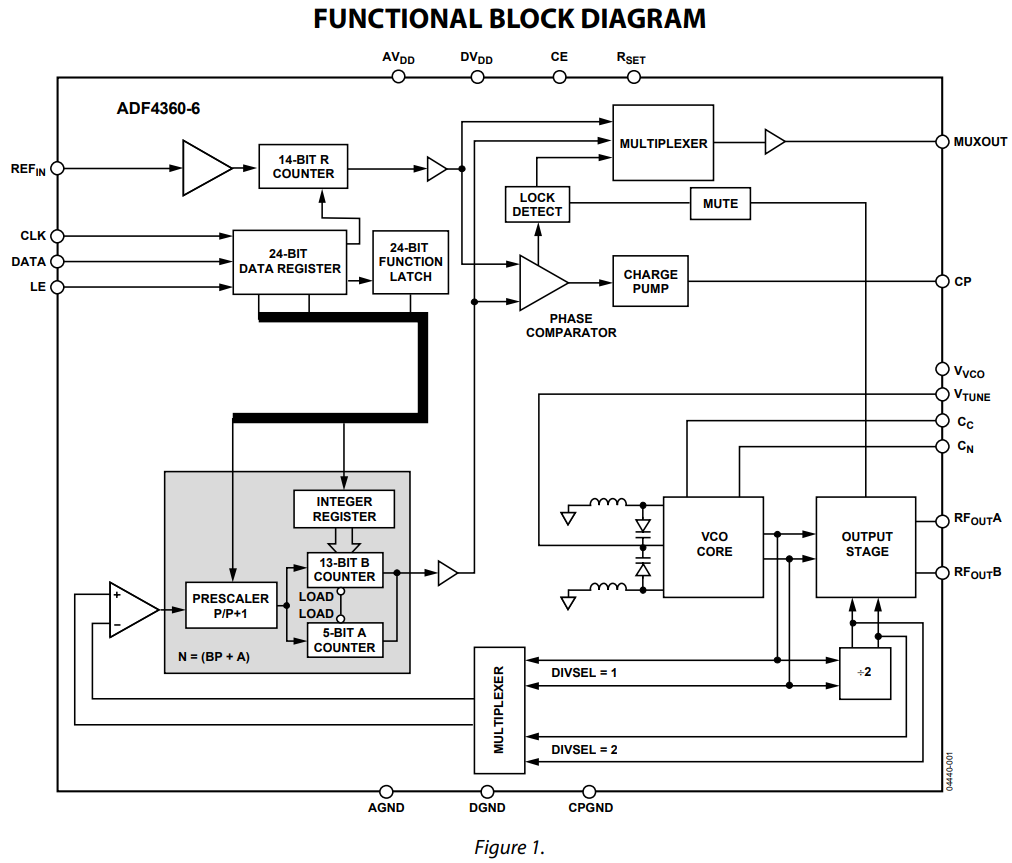 FUNCTIONAL BLOCK DIAGRAM
AVDD
DVDD
CE
RSET
ADF4360-6
REFIN
14-BIT R
COUNTER
MULTIPLEXER
MUXOUT
LOCK
DETECT
MUTE
CLK
DATA
LE
24-BIT
DATA REGISTER
24-BIT
FUNCTION
LATCH
CHARGE
PUMP
CP
PHASE
COMPARATOR
VVCO
VTUNE
CC
CN
INTEGER
REGISTER
13-BIT B
COUNTER
LOAD
LOAD
5-BIT A
COUNTER
PRESCALER
P/P+1
+
−
N = (BP + A)
VCO
CORE
OUTPUT
STAGE
RFOUTA
RFOUTB
MULTIPLEXER
DIVSEL = 1
÷2
DIVSEL = 2
04440-001
AGND
DGND
CPGND
Figure 1.